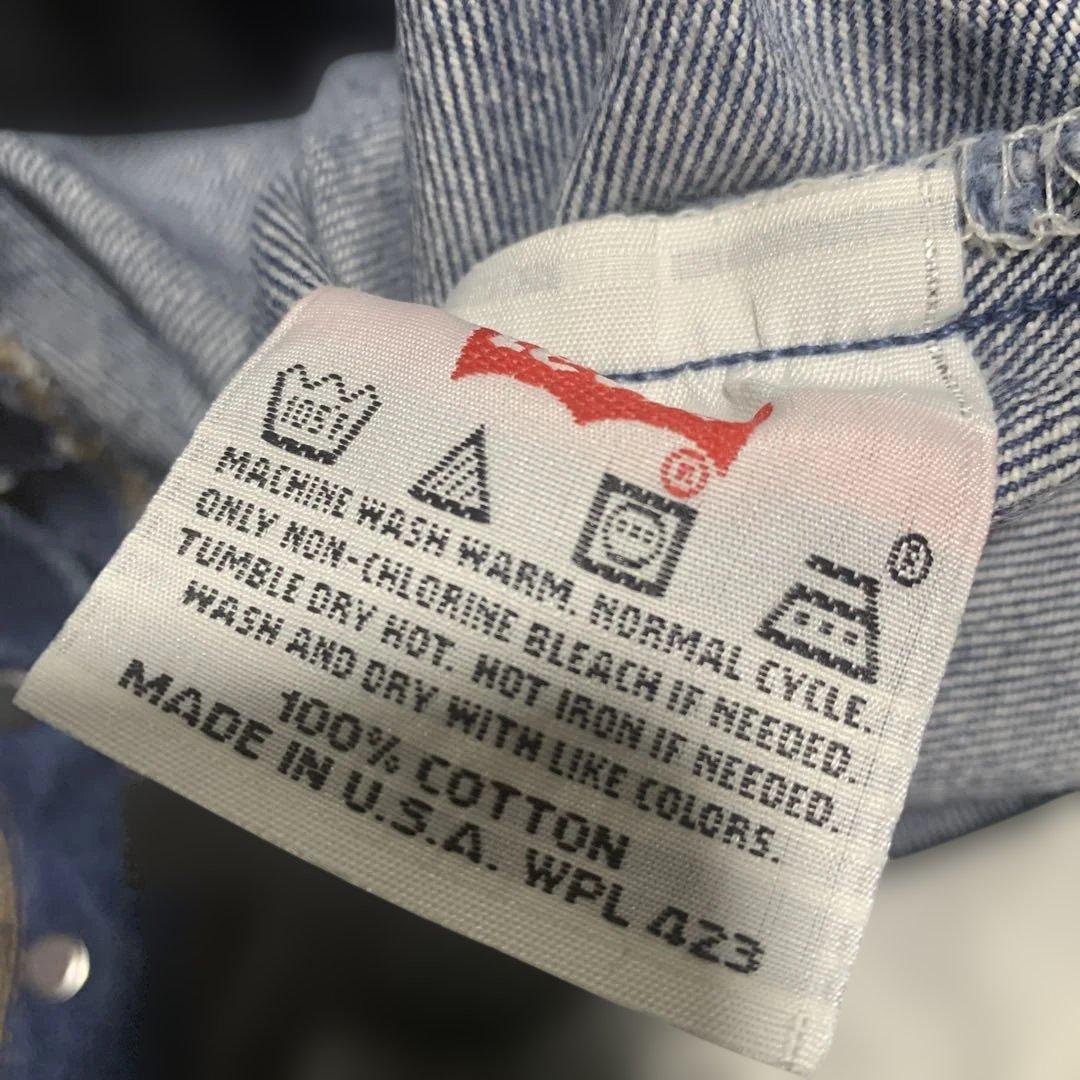 105F
MACHINE WASH WARM. NORMAL CYCLE.
ONLY NON-CHLORINE BLEACH IF NEEDED.
TUMBLE DRY HOT. HOT IRON IF NEEDED.
WASH AND DRY WITH LIKE COLORS.
100% COTTON
MADE IN U.S.A. WPL 423